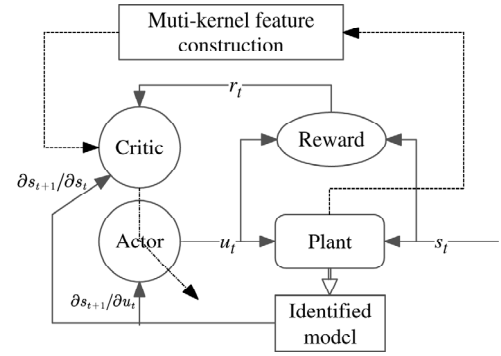 Muti-kernel feature
construction
r_t
Critic
Reward
∂s_{t+1}/∂s_t
Actor
u_t
Plant
s_t
∂s_{t+1}/∂u_t
Identified
model